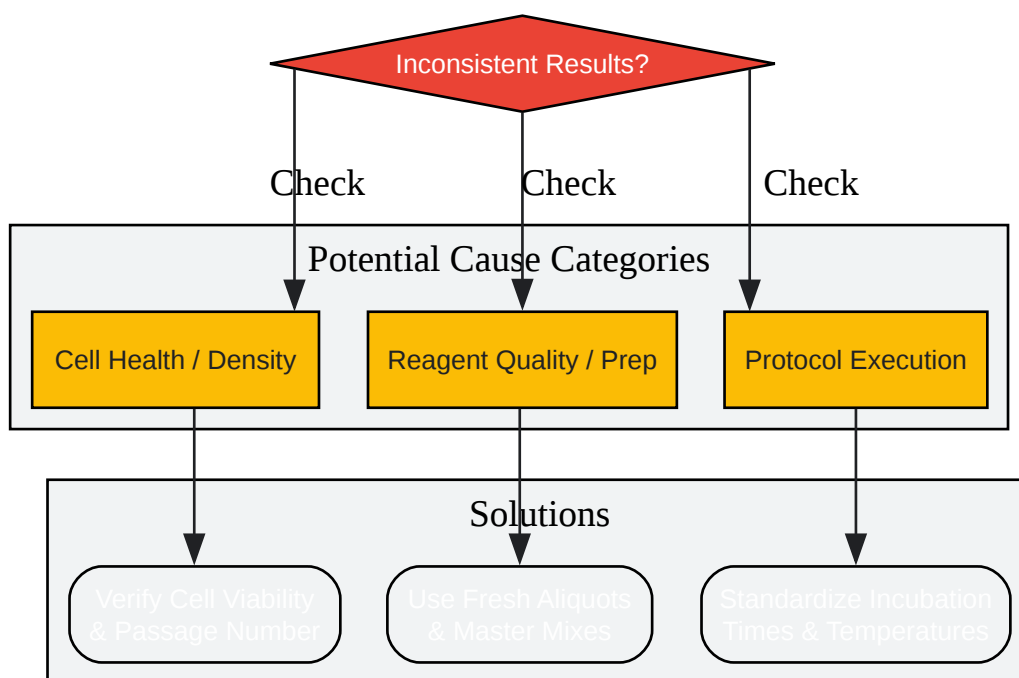 Inconsistent Results?
Check
Check
Check
Potential Cause Categories
Cell Health / Density
Reagent Quality / Prep
Protocol Execution
Solutions
Verify Cell Viability
& Passage Number
Use Fresh Aliquots
& Master Mixes
Standardize Incubation
Times & Temperatures